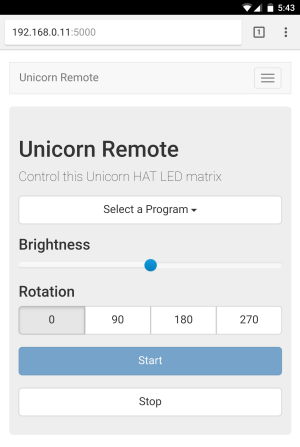 5:43
192.168.0.11:5000
1
Unicorn Remote
Unicorn Remote
Control this Unicorn HAT LED matrix
Select a Program
Brightness
Rotation
0 90 180 270
Start
Stop